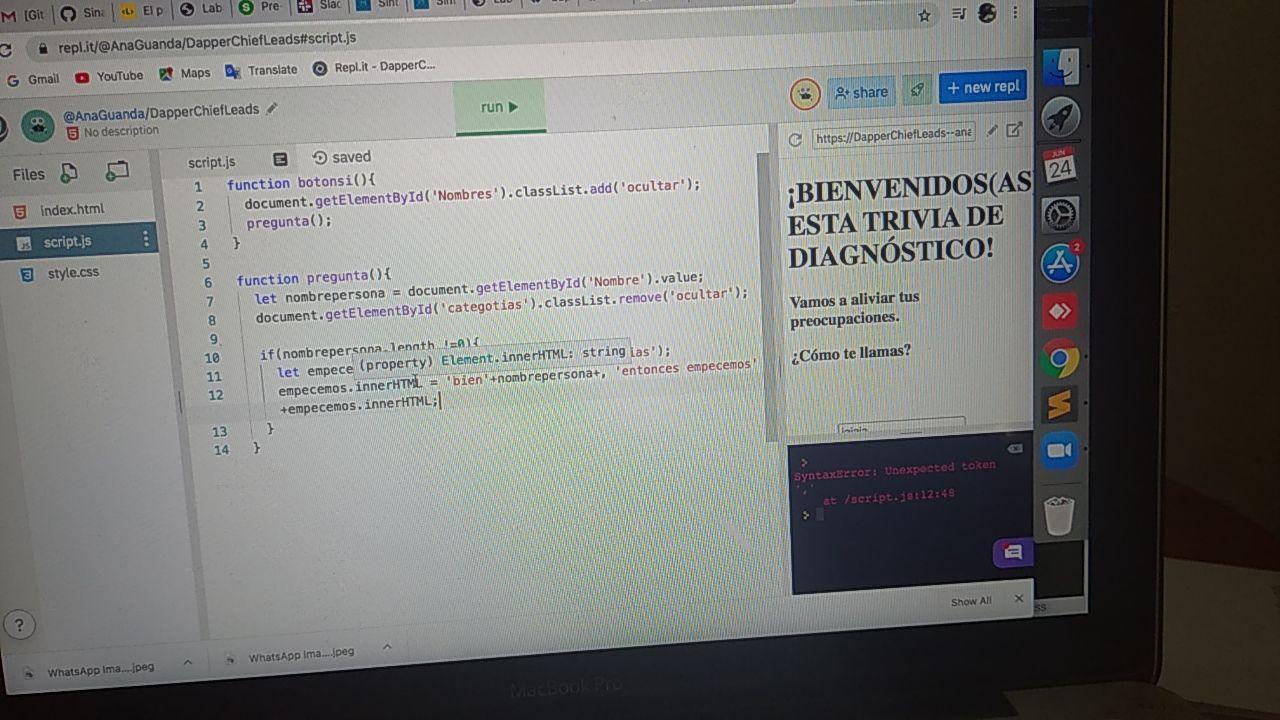 [Git
Sina
El p
Lab
Pre-
Slac
repl.it/@AnaGuanda/DapperChiefLeads#script.js
Gmail YouTube Maps Translate Repl.it - DapperC...
@AnaGuanda/DapperChiefLeads
No description
run
share
+ new repl
Files
index.html
script.js
style.css
script.js
saved
1 function botonsi(){
2 document.getElementById('Nombres').classList.add('ocultar');
3 pregunta();
4 }
5
6 function pregunta(){
7 let nombrepersona = document.getElementById('Nombre').value;
8 document.getElementById('categotias').classList.remove('ocultar');
9
10 if(nombrepersona.length !=0){
11 let empece (property) Element.innerHTML: string ias');
12 empecemos.innerHTML = 'bien'+nombrepersona+, 'entonces empecemos'
+empecemos.innerHTML;
13 }
14 }
https://DapperChiefLeads--ana
¡BIENVENIDOS(AS
ESTA TRIVIA DE
DIAGNÓSTICO!
Vamos a aliviar tus
preocupaciones.
¿Cómo te llamas?
SyntaxError: Unexpected token
','
at /script.js:12:48
>
JUN
24
2
Show All
?
WhatsApp Ima....jpeg
WhatsApp Ima....jpeg
MacBook Pro